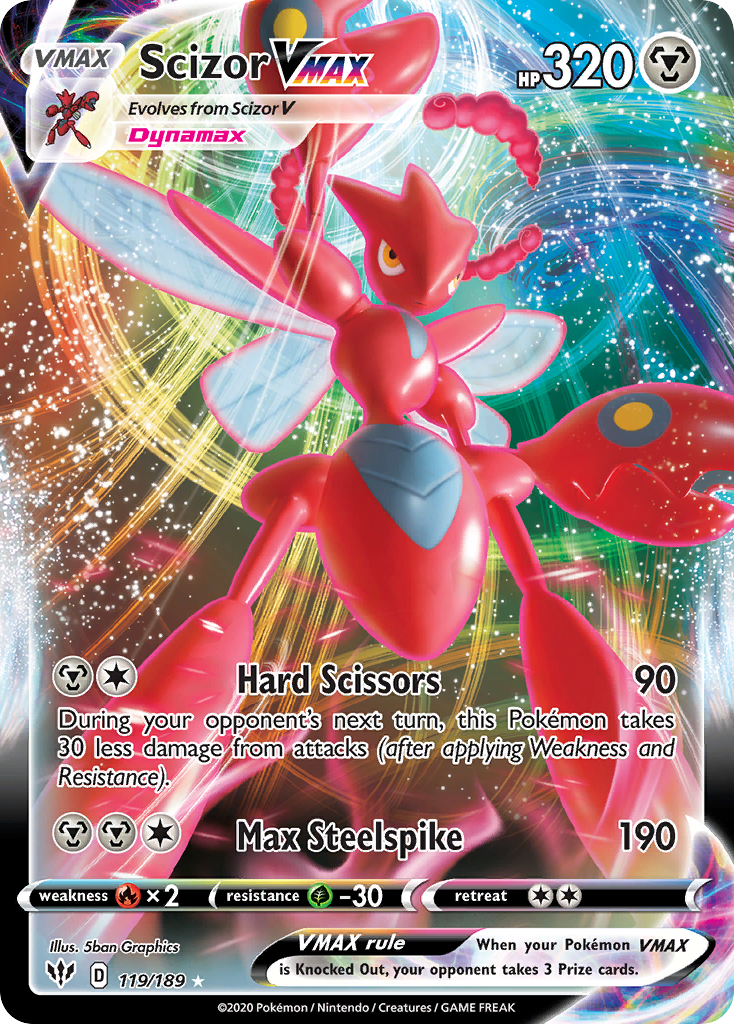 VMAX
Scizor VMAX
HP 320
Evolves from Scizor V
Dynamax
Hard Scissors 90
During your opponent's next turn, this Pokémon takes
30 less damage from attacks (after applying Weakness and
Resistance).
Max Steelspike 190
weakness ×2 resistance -30 retreat
Illus. 5ban Graphics
VMAX rule When your Pokémon VMAX
is Knocked Out, your opponent takes 3 Prize cards.
D 119/189
©2020 Pokémon / Nintendo / Creatures / GAME FREAK